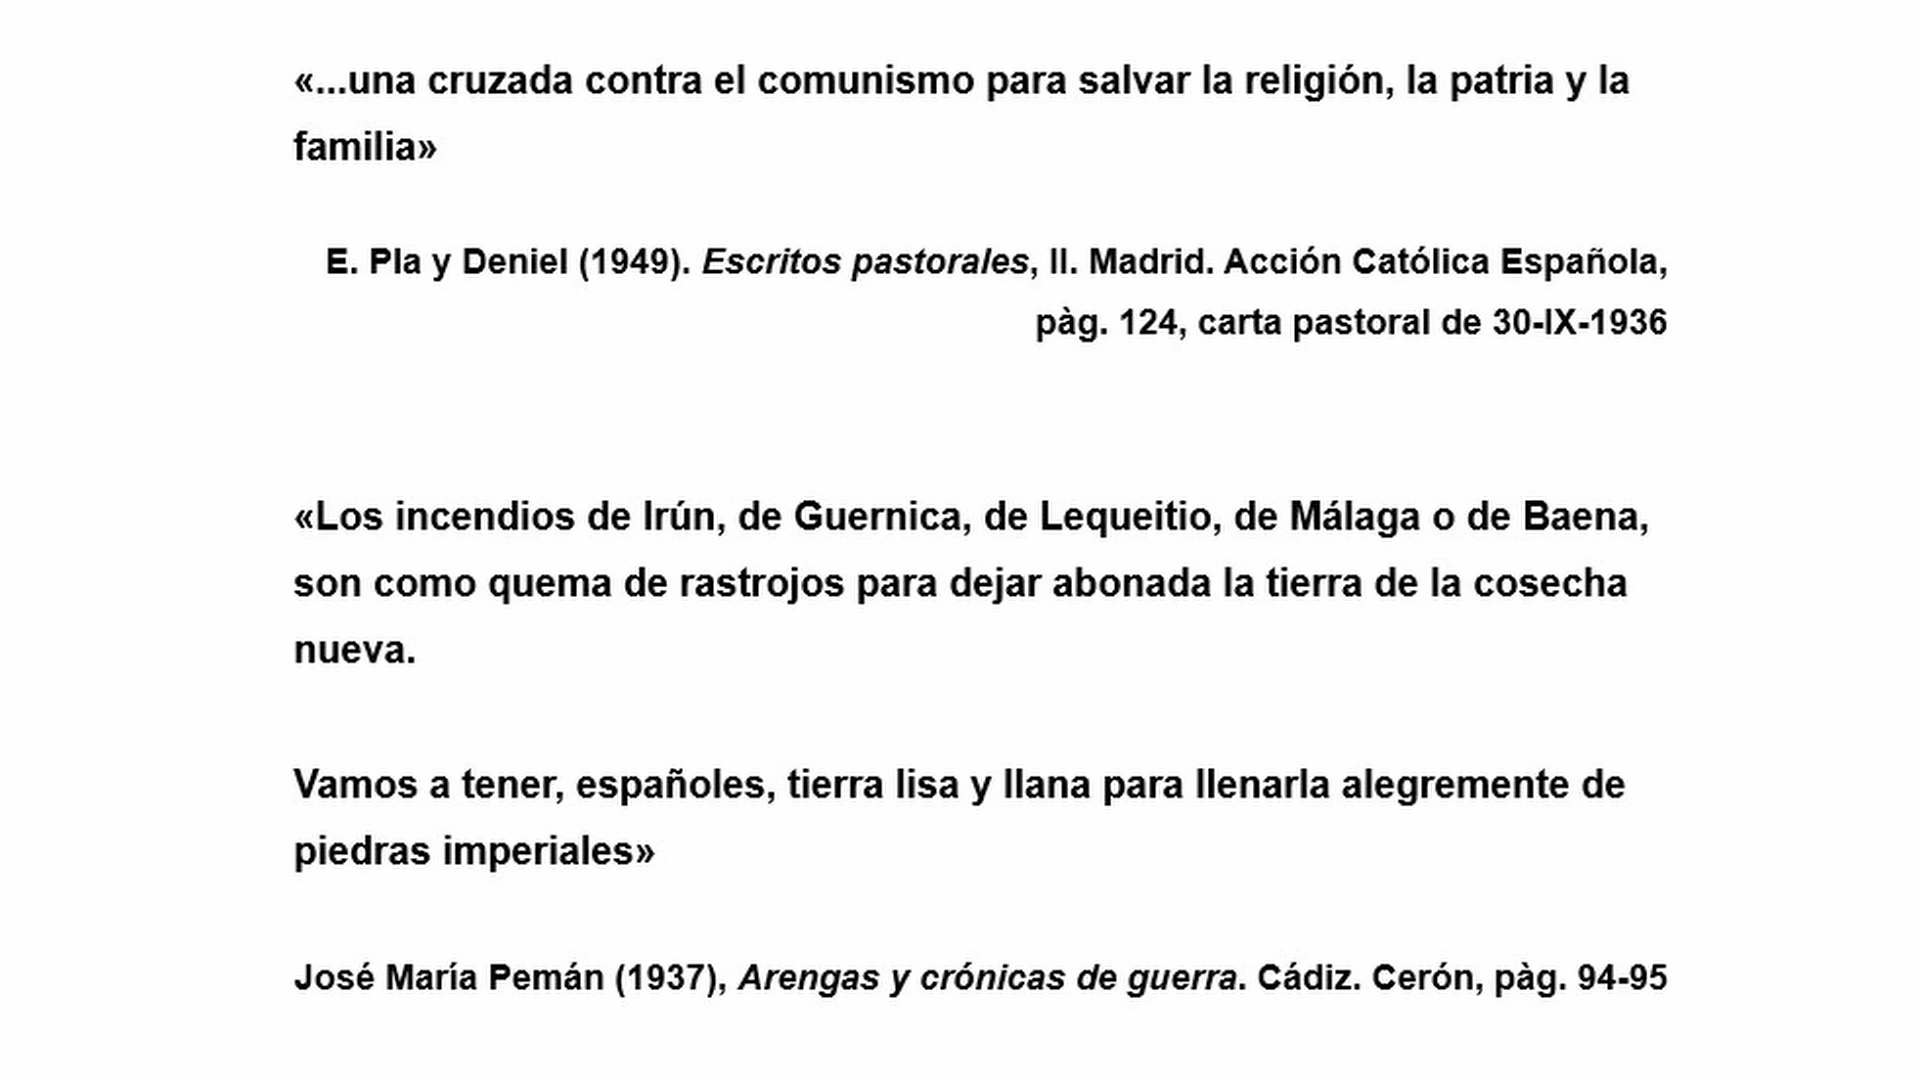 «...una cruzada contra el comunismo para salvar la religión, la patria y la
familia»
E. Pla y Deniel (1949). Escritos pastorales, II. Madrid. Acción Católica Española,
pàg. 124, carta pastoral de 30-IX-1936
«Los incendios de Irún, de Guernica, de Lequeitio, de Málaga o de Baena,
son como quema de rastrojos para dejar abonada la tierra de la cosecha
nueva.
Vamos a tener, españoles, tierra lisa y llana para llenarla alegremente de
piedras imperiales»
José María Pemán (1937), Arengas y crónicas de guerra. Cádiz. Cerón, pàg. 94-95